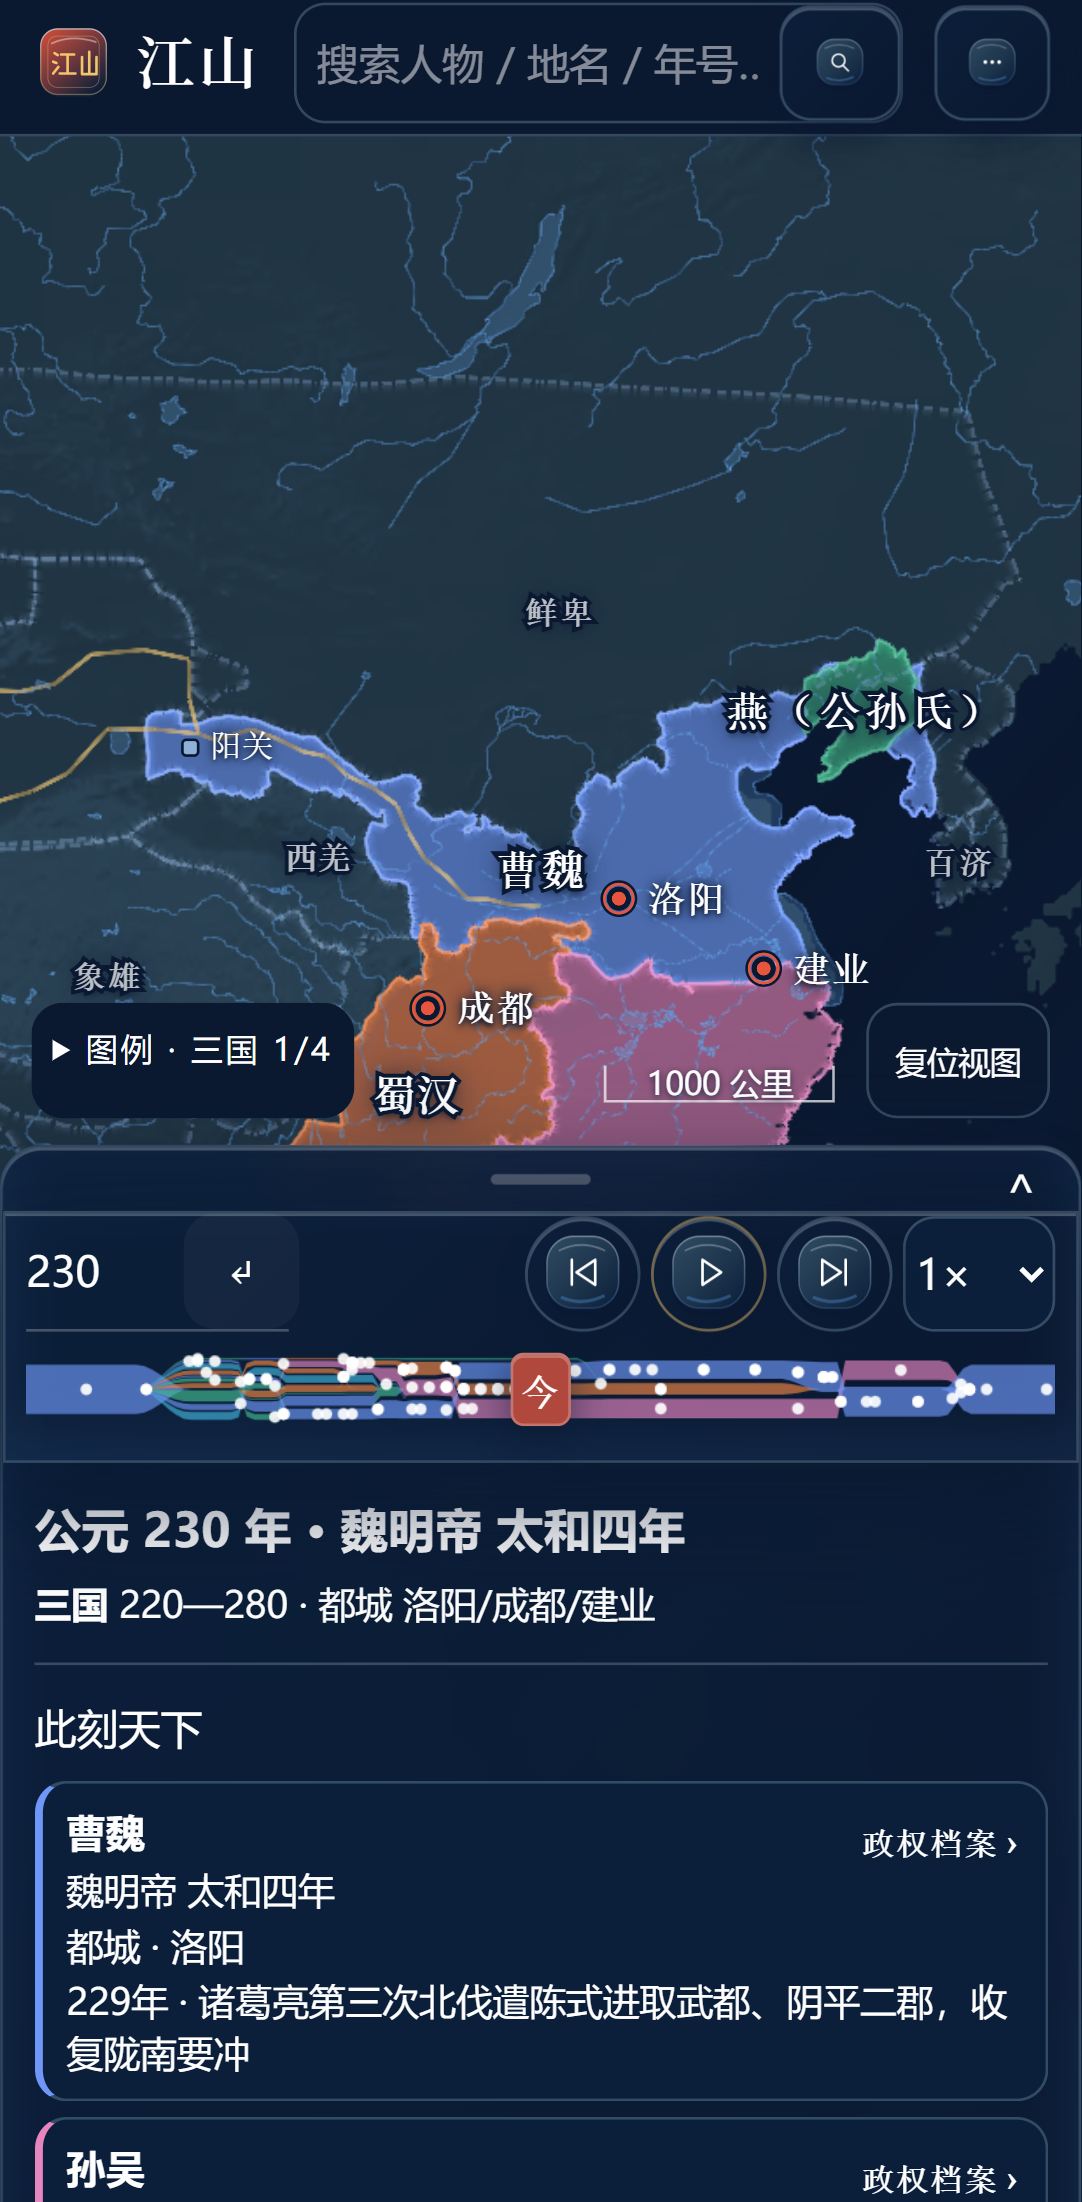 江山 江山 搜索人物 / 地名 / 年号..
鲜卑
燕（公孙氏）
阳关
西羌
曹魏
百济
洛阳
象雄
建业
成都
图例 · 三国 1/4
复位视图
1000 公里
蜀汉
230
1×
今
公元 230 年 • 魏明帝 太和四年
三国 220—280 · 都城 洛阳/成都/建业
此刻天下
曹魏
政权档案 ›
魏明帝 太和四年
都城 · 洛阳
229年 · 诸葛亮第三次北伐遣陈式进取武都、阴平二郡，收
复陇南要冲
孙吴
政权档案 ›